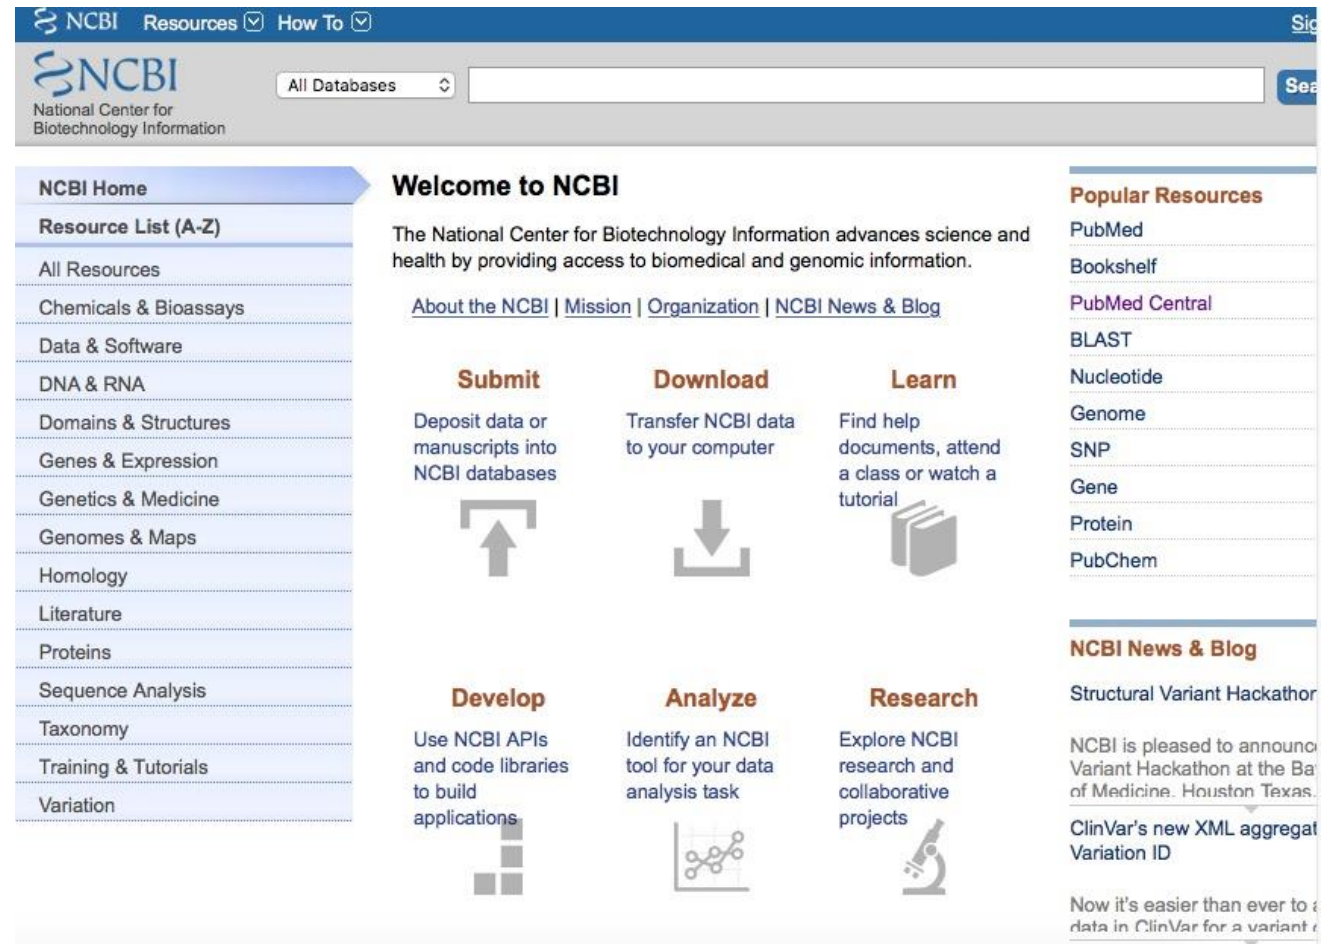 NCBI Resources How To
NCBI
National Center for
Biotechnology Information
All Databases
NCBI Home
Resource List (A-Z)
All Resources
Chemicals & Bioassays
Data & Software
DNA & RNA
Domains & Structures
Genes & Expression
Genetics & Medicine
Genomes & Maps
Homology
Literature
Proteins
Sequence Analysis
Taxonomy
Training & Tutorials
Variation
Welcome to NCBI
The National Center for Biotechnology Information advances science and
health by providing access to biomedical and genomic information.
About the NCBI | Mission | Organization | NCBI News & Blog
Submit
Deposit data or
manuscripts into
NCBI databases
Download
Transfer NCBI data
to your computer
Learn
Find help
documents, attend
a class or watch a
tutorial
Develop
Use NCBI APIs
and code libraries
to build
applications
Analyze
Identify an NCBI
tool for your data
analysis task
Research
Explore NCBI
research and
collaborative
projects
Popular Resources
PubMed
Bookshelf
PubMed Central
BLAST
Nucleotide
Genome
SNP
Gene
Protein
PubChem
NCBI News & Blog
Structural Variant Hackathon
NCBI is pleased to
Variant Hackathon at the
of Medicine, Houston Texas.
ClinVar's new XML
Variation ID
Now it's easier than ever to
data in ClinVar for a variant